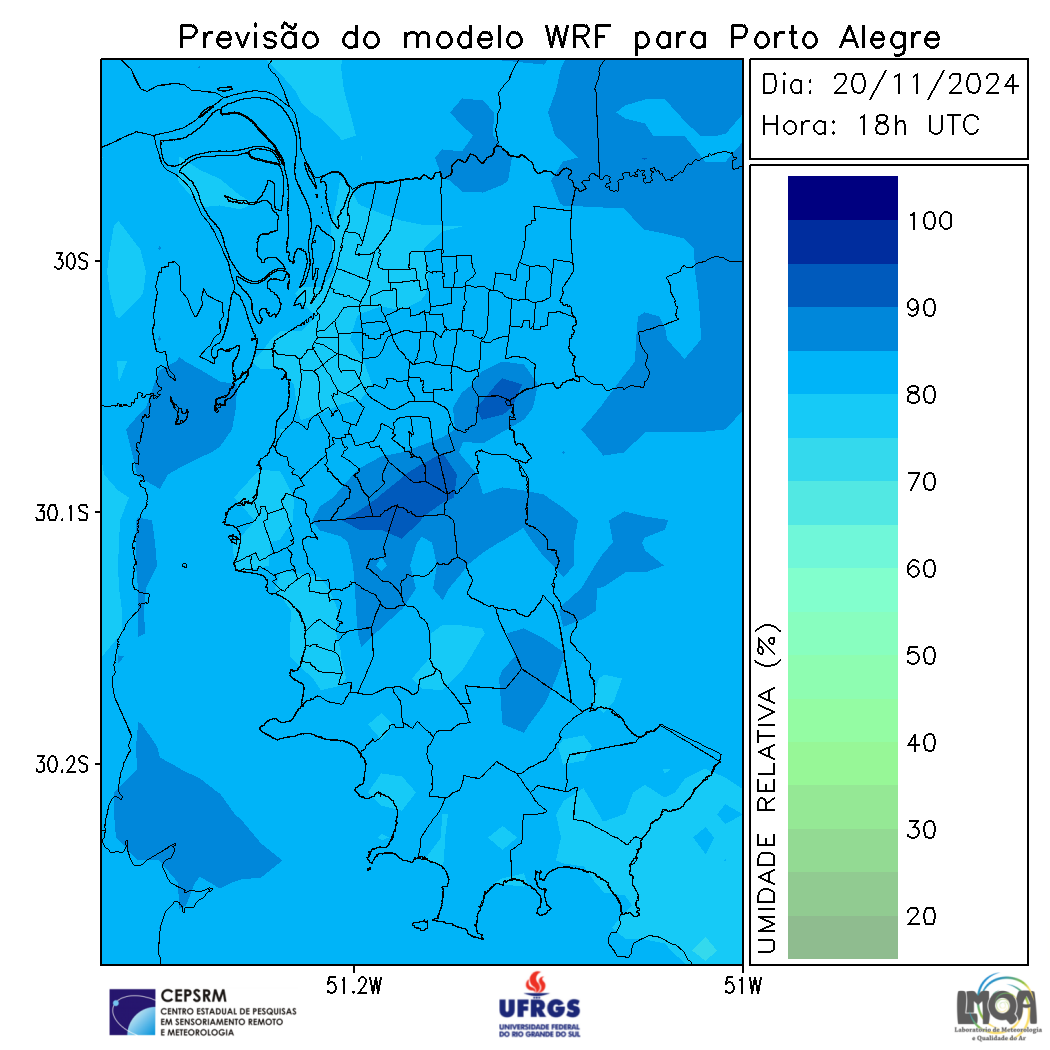 Previsão do modelo WRF para Porto Alegre
Dia: 20/11/2024
Hora: 18h UTC
30S
30.1S
30.2S
51.2W
51W
UMIDADE RELATIVA (%)
100
90
80
70
60
50
40
30
20
CEPSRM
CENTRO ESTADUAL DE PESQUISAS
EM SENSORIAMENTO REMOTO
E METEOROLOGIA
UFRGS
UNIVERSIDADE FEDERAL
DO RIO GRANDE DO SUL
LMQA
Laboratório de Meteorologia
e Qualidade do Ar